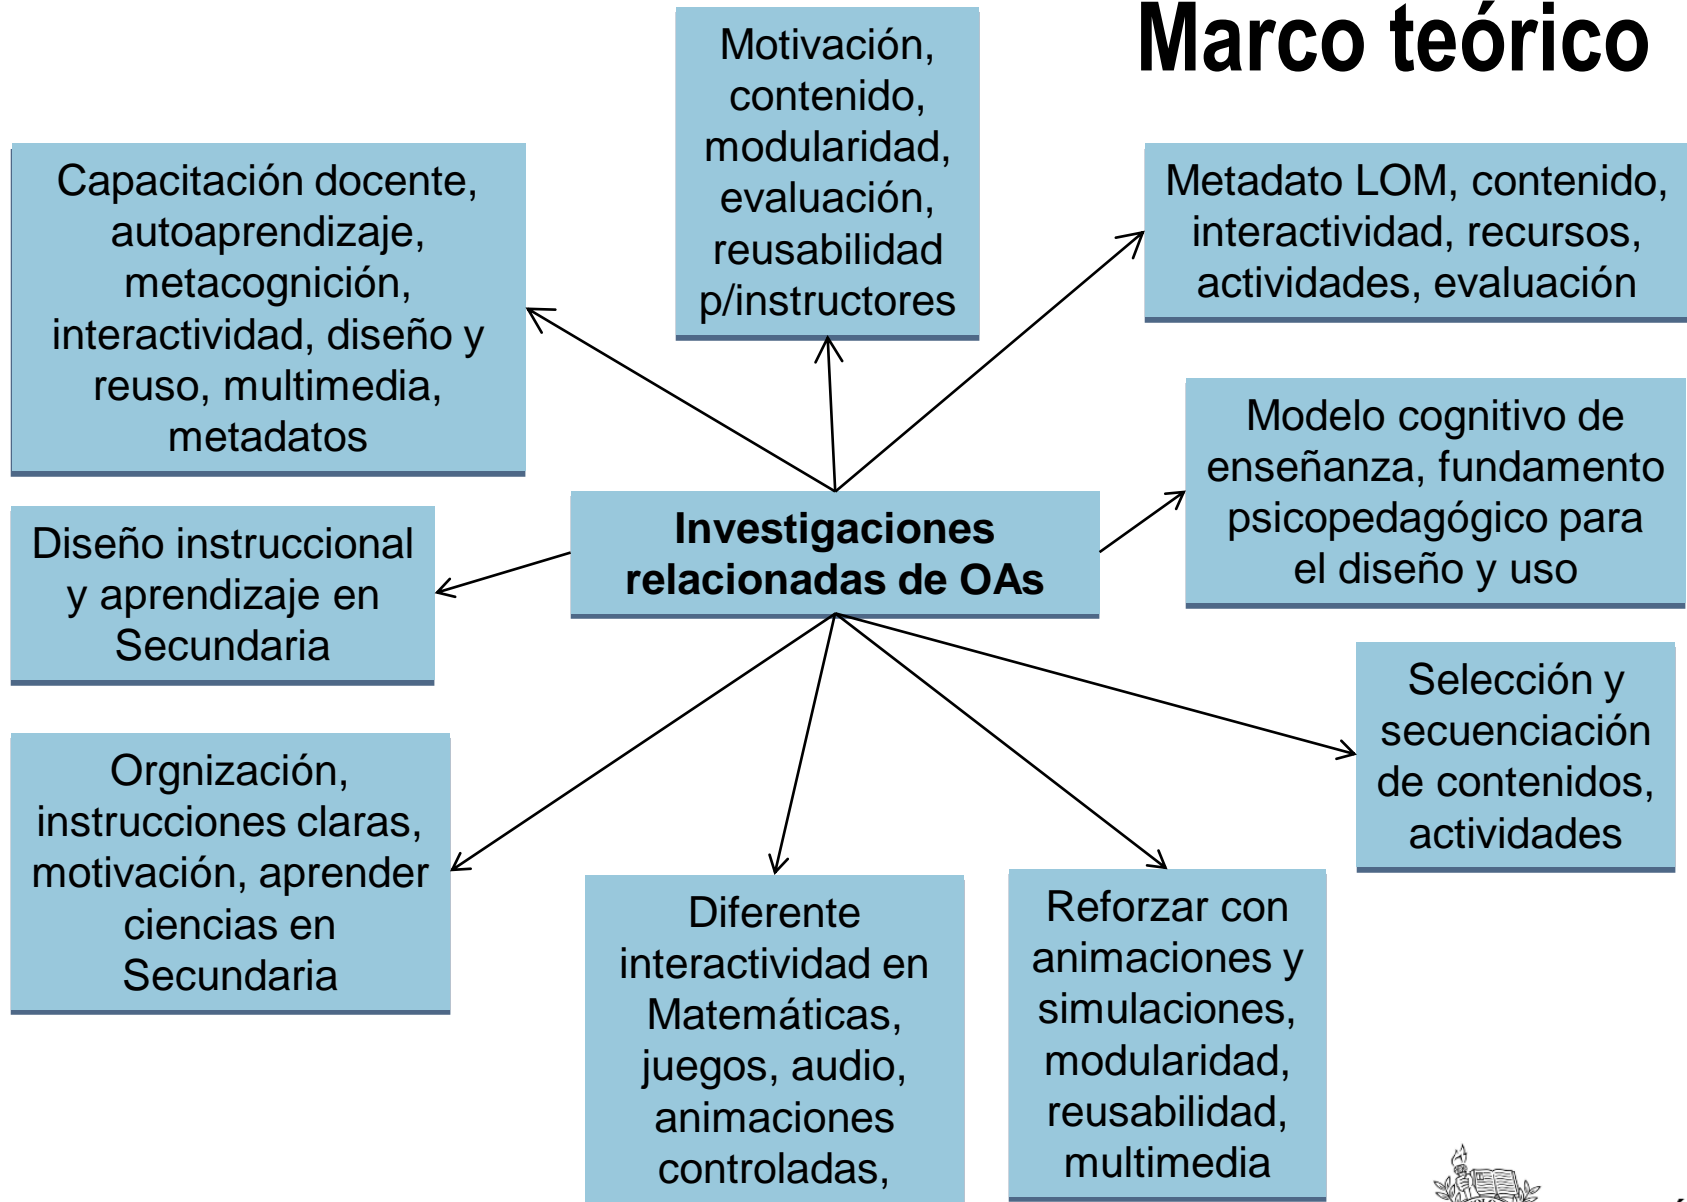 Marco teórico
Motivación,
contenido,
modularidad,
evaluación,
reusabilidad
p/instructores
Capacitación docente,
autoaprendizaje,
metacognición,
interactividad, diseño y
reuso, multimedia,
metadatos
Metadato LOM, contenido,
interactividad, recursos,
actividades, evaluación
Modelo cognitivo de
enseñanza, fundamento
psicopedagógico para
el diseño y uso
Investigaciones
relacionadas de OAs
Diseño instruccional
y aprendizaje en
Secundaria
Selección y
secuenciación
de contenidos,
actividades
Orgnización,
instrucciones claras,
motivación, aprender
ciencias en
Secundaria
Diferente
interactividad en
Matemáticas,
juegos, audio,
animaciones
controladas,
Reforzar con
animaciones y
simulaciones,
modularidad,
reusabilidad,
multimedia